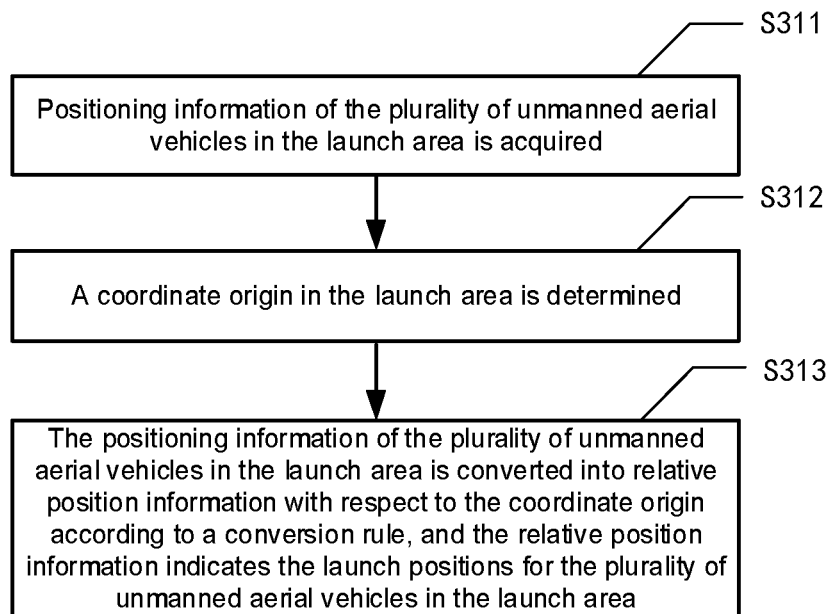 S311
Positioning information of the plurality of unmanned aerial
vehicles in the launch area is acquired
S312
A coordinate origin in the launch area is determined
S313
The positioning information of the plurality of unmanned
aerial vehicles in the launch area is converted into relative
position information with respect to the coordinate origin
according to a conversion rule, and the relative position
information indicates the launch positions for the plurality of
unmanned aerial vehicles in the launch area